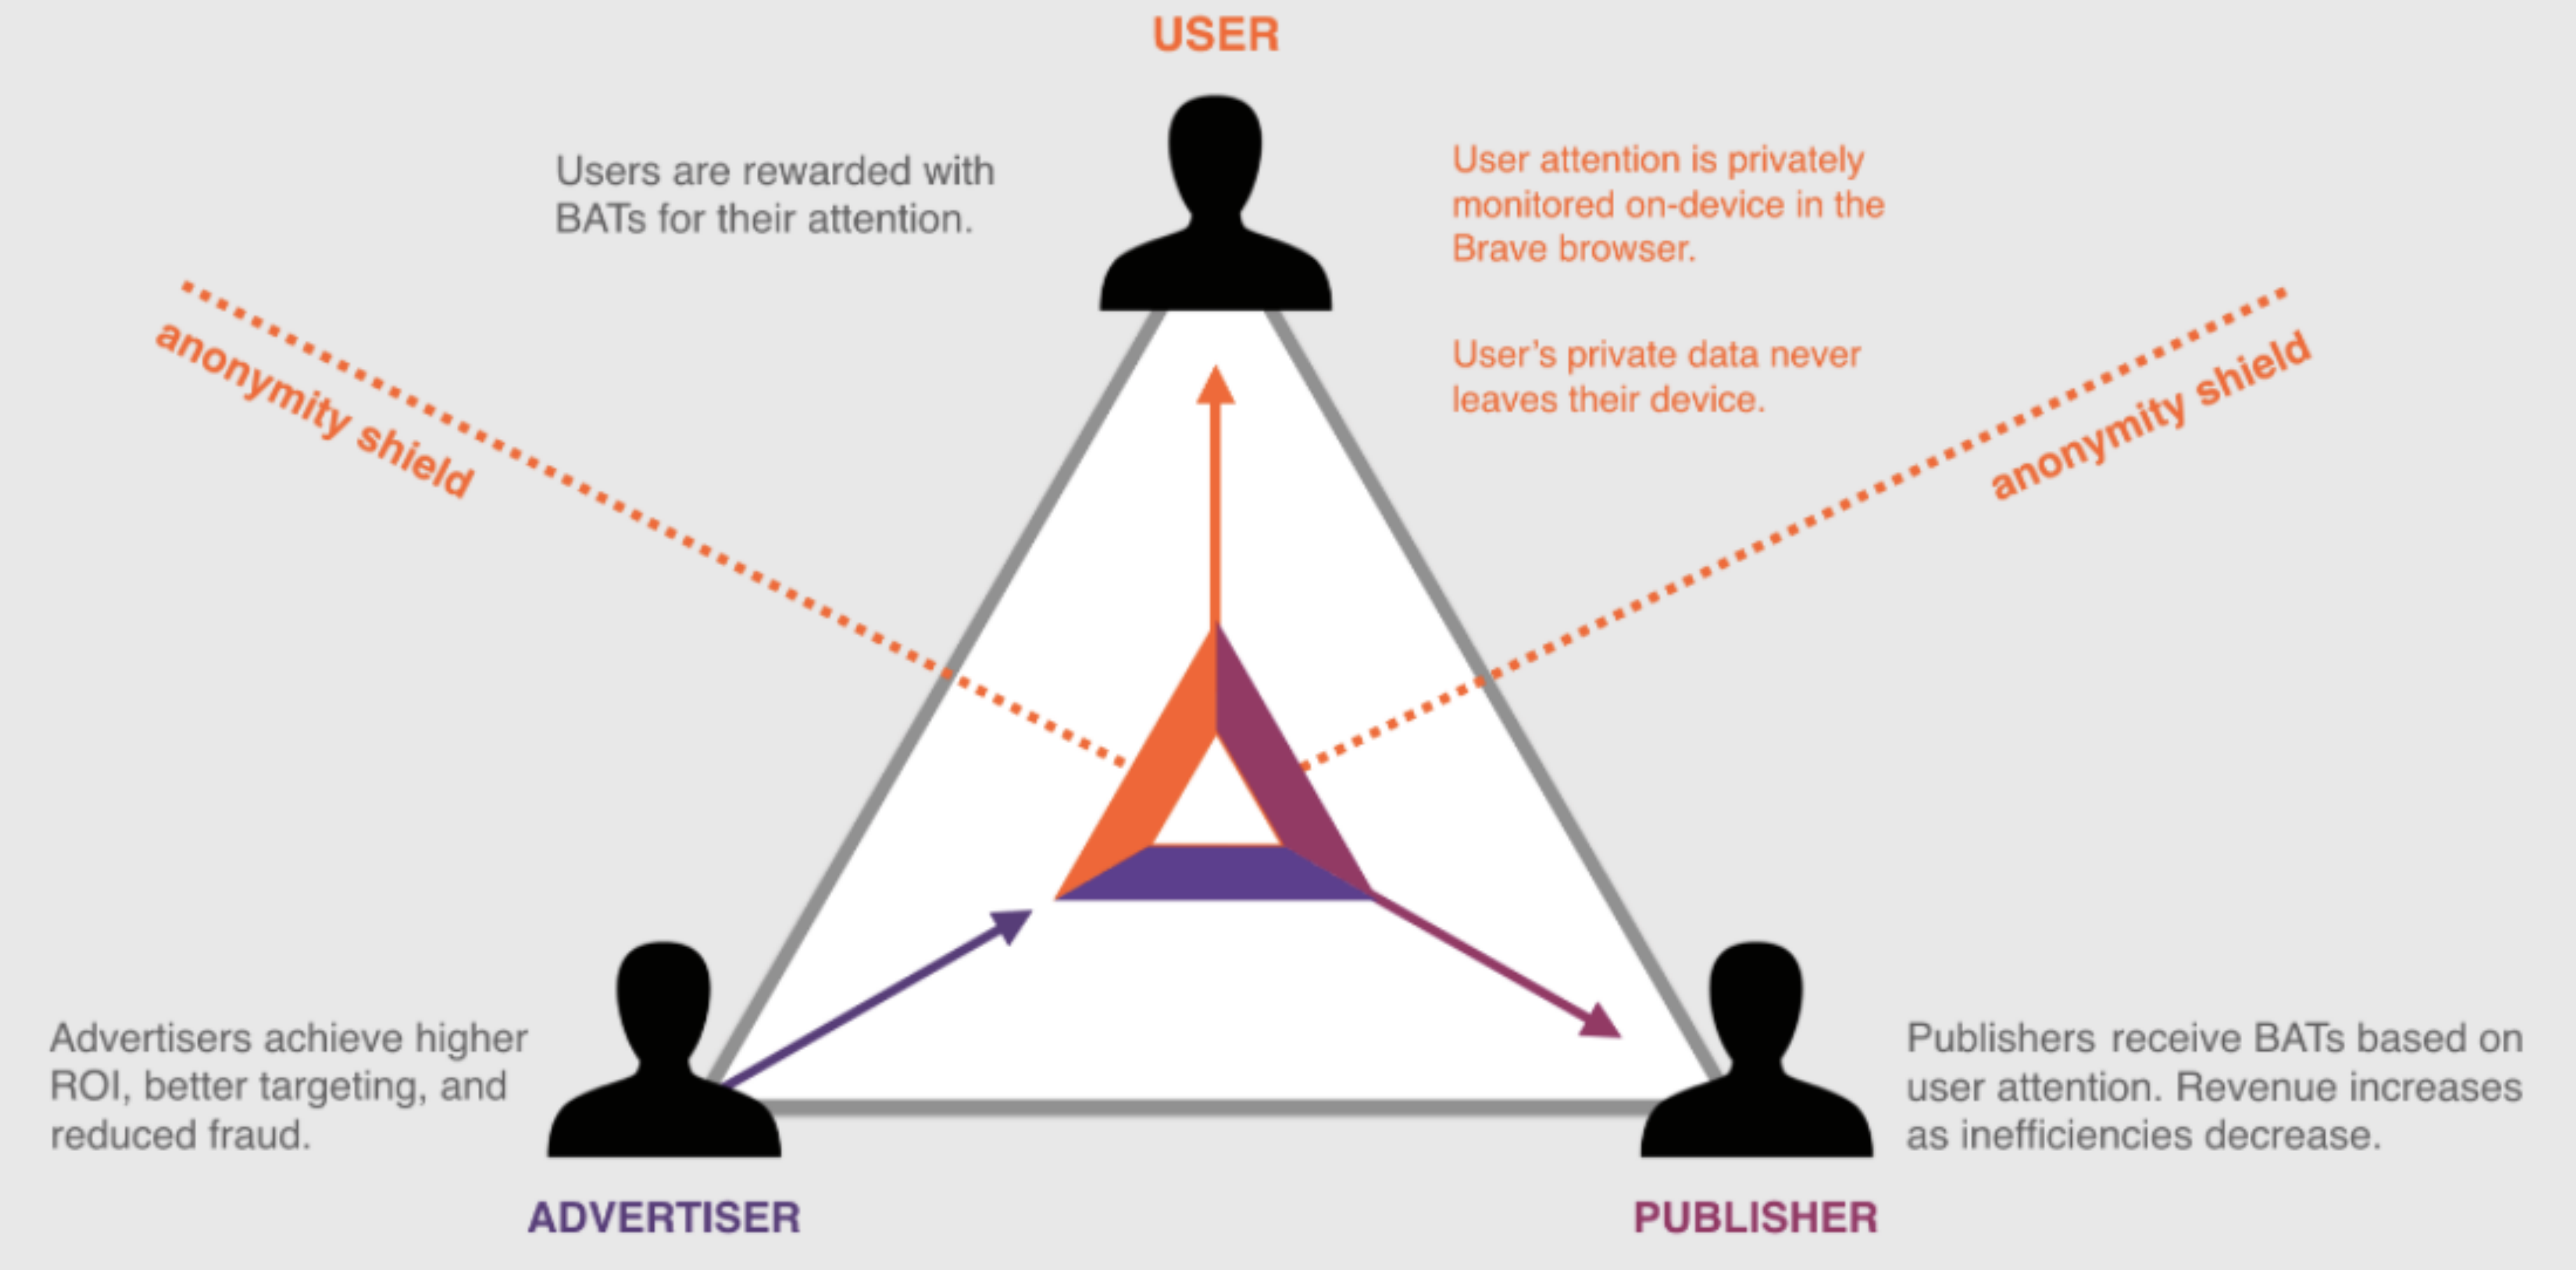 USER
Users are rewarded with
BATs for their attention.
User attention is privately
monitored on-device in the
Brave browser.
User’s private data never
leaves their device.
anonymity shield
anonymity shield
Advertisers achieve higher
ROI, better targeting, and
reduced fraud.
ADVERTISER
Publishers receive BATs based on
user attention. Revenue increases
as inefficiencies decrease.
PUBLISHER